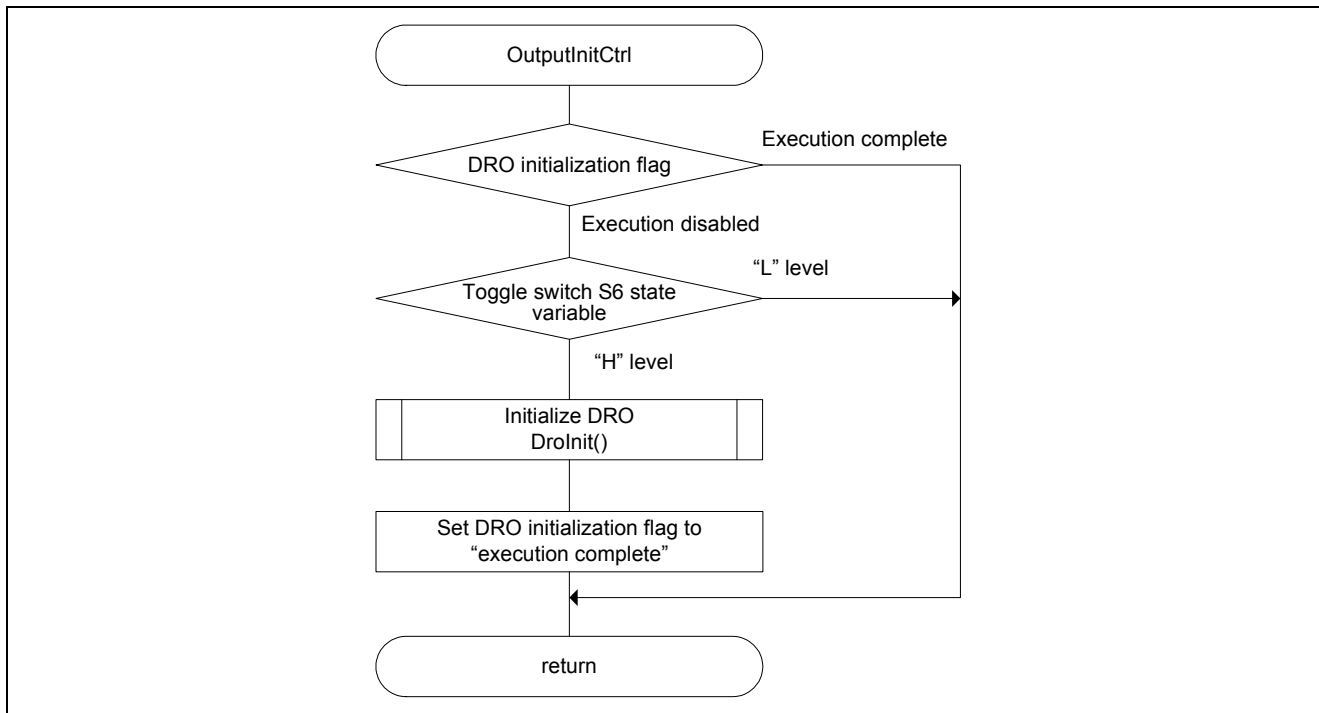 OutputInitCtrl
Execution complete
DRO initialization flag
Execution disabled
“L” level
Toggle switch S6 state
variable
“H” level
Initialize DRO
DroInit()
Set DRO initialization flag to
“execution complete”
return